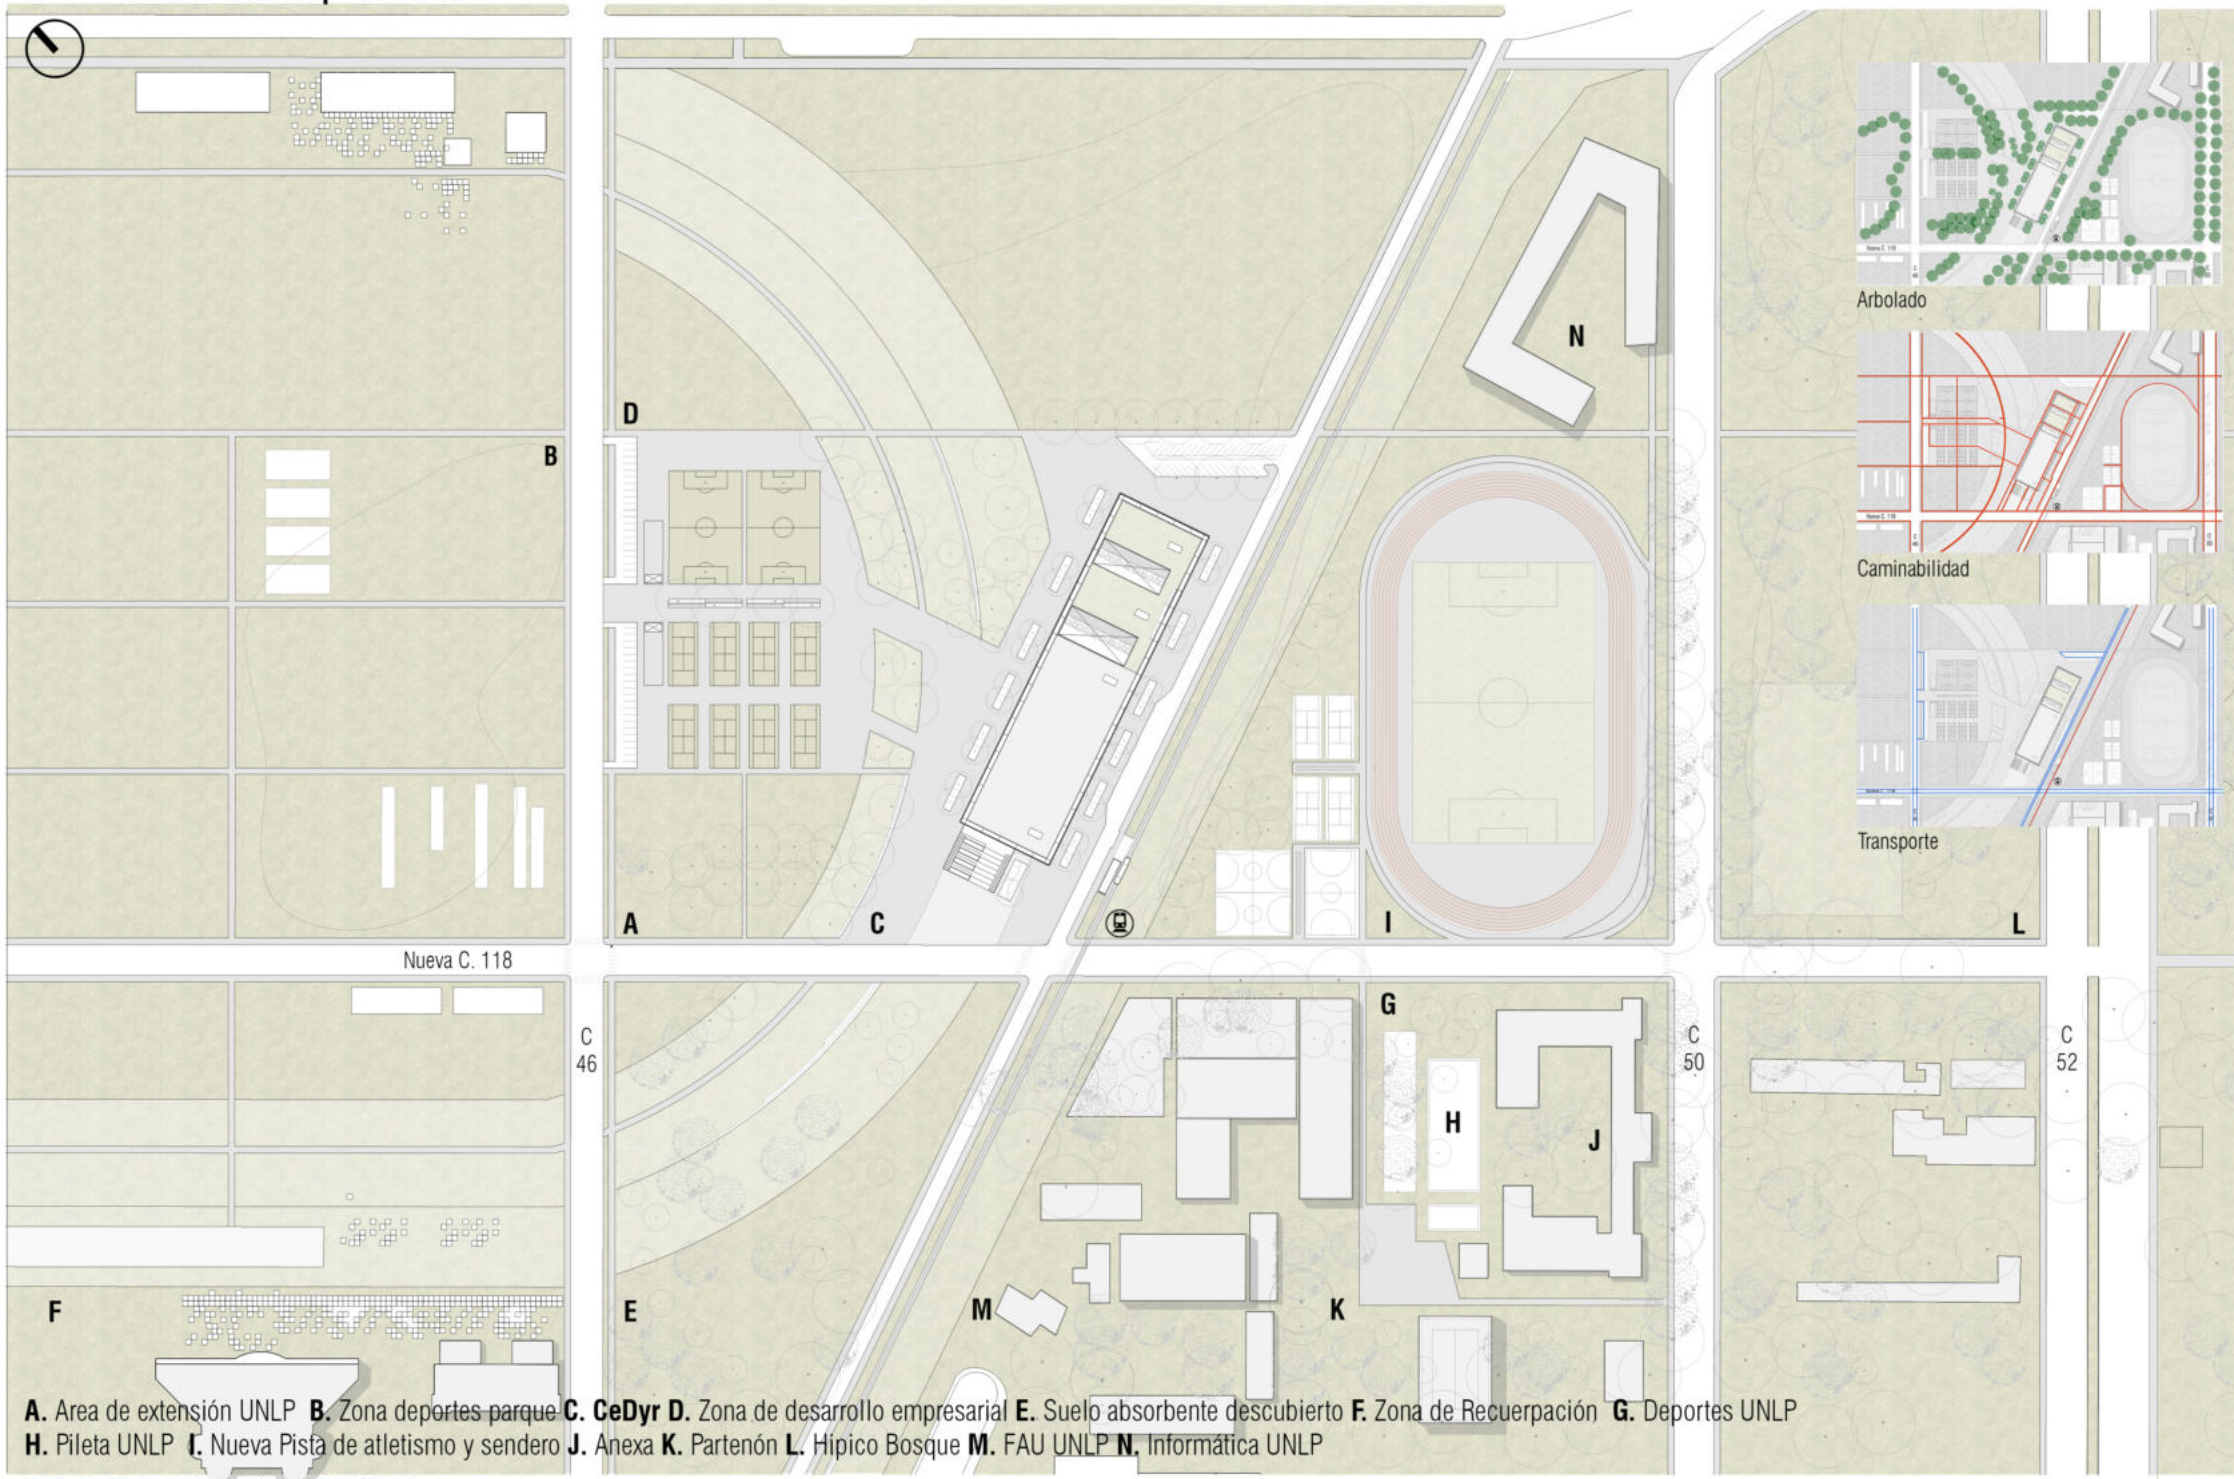 N
Arbolado
D
B
Caminabilidad
Transporte
A
C
I
L
Nueva C. 118
G
C
46
C
50
C
52
H
J
F
E
M
K
A. Area de extensión UNLP B. Zona deportes parque C. CeDyr D. Zona de desarrollo empresarial E. Suelo absorbente descubierto F. Zona de Recuerpación G. Deportes UNLP
H. Pileta UNLP I. Nueva Pista de atletismo y sendero J. Anexa K. Partenón L. Hipico Bosque M. FAU UNLP N. Informática UNLP